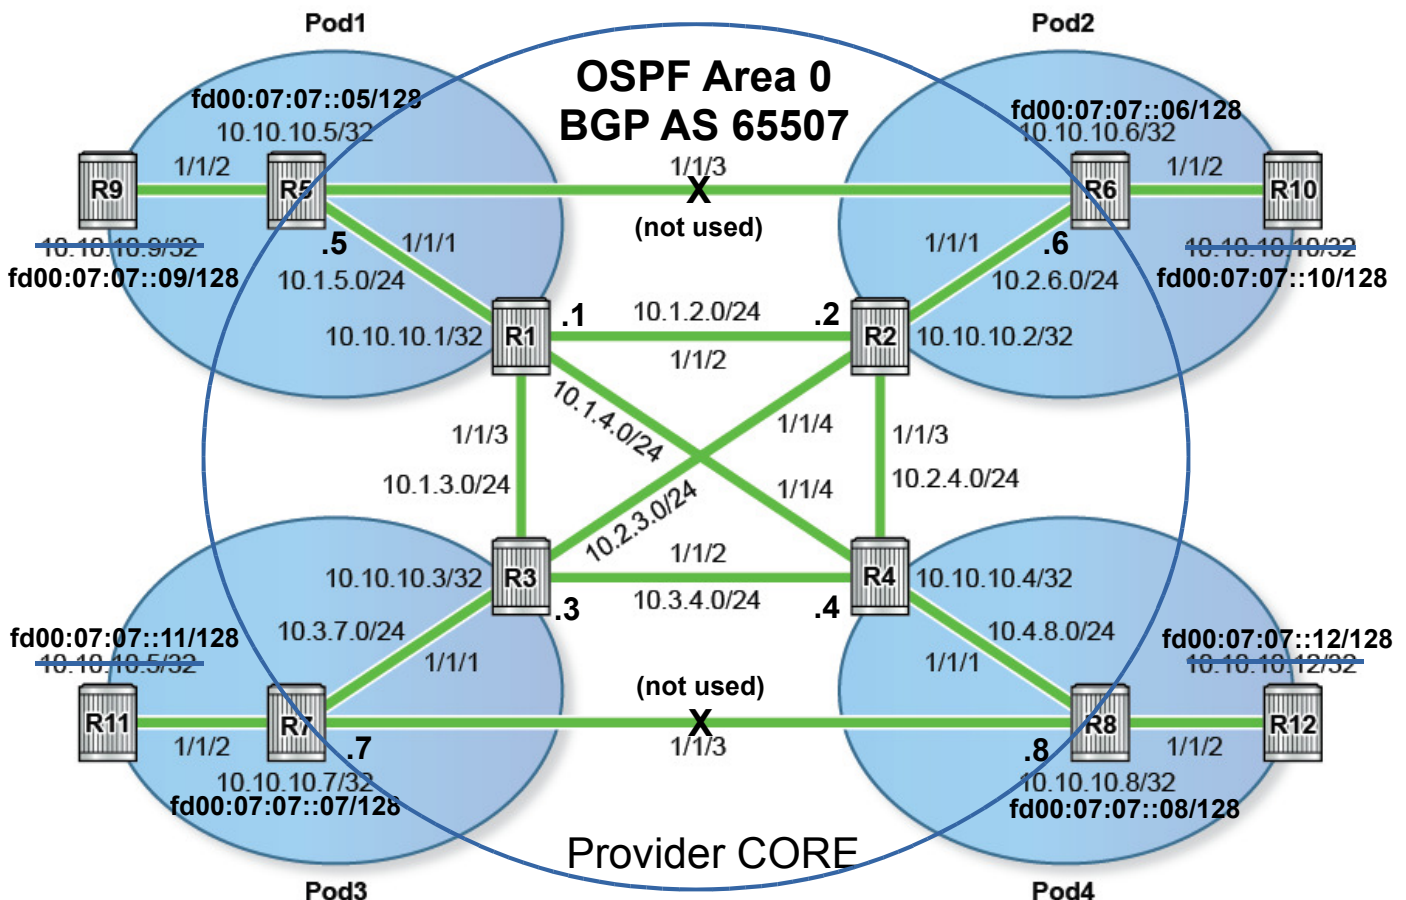 Pod1
Pod2
OSPF Area 0
BGP AS 65507
fd00:07:07::05/128
10.10.10.5/32
fd00:07:07::06/128
10.10.10.6/32
R9
1/1/2
R5
1/1/3
X
(not used)
R6
1/1/2
R10
10.10.10.9/32
fd00:07:07::09/128
.5
1/1/1
10.1.5.0/24
1/1/1
.6
10.2.6.0/24
10.10.10.10/32
fd00:07:07::10/128
10.10.10.1/32
R1
.1
10.1.2.0/24
1/1/2
.2
R2
10.10.10.2/32
1/1/3
10.1.3.0/24
10.1.4.0/24
10.2.3.0/24
1/1/4
1/1/4
1/1/3
10.2.4.0/24
10.10.10.3/32
R3
.3
1/1/2
10.3.4.0/24
.4
R4
10.10.10.4/32
fd00:07:07::11/128
10.10.10.5/32
10.3.7.0/24
1/1/1
10.4.8.0/24
1/1/1
fd00:07:07::12/128
10.10.10.12/32
R11
1/1/2
R7
.7
(not used)
X
1/1/3
.8
R8
1/1/2
R12
10.10.10.7/32
fd00:07:07::07/128
10.10.10.8/32
fd00:07:07::08/128
Provider CORE
Pod3
Pod4